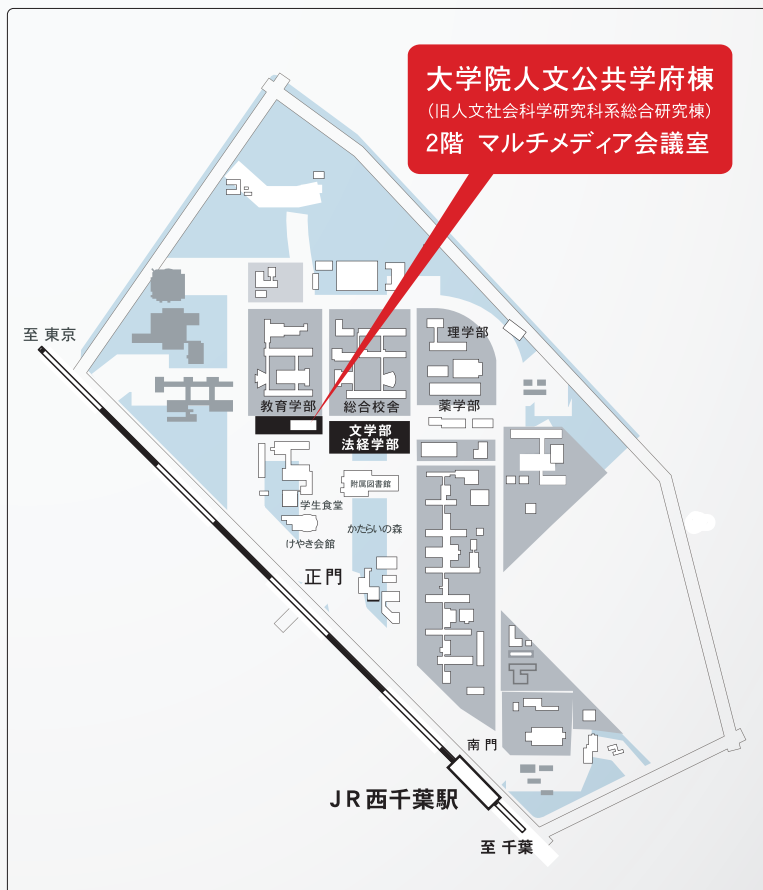 大学院人文公共学府棟
(旧人文社会科学研究科系総合研究棟)
2階 マルチメディア会議室
至 東京
理学部
教育学部
総合校舎
薬学部
文学部
法経学部
附属図書館
学生食堂
かたらいの森
けやき会館
正門
南門
JR西千葉駅
至 千葉